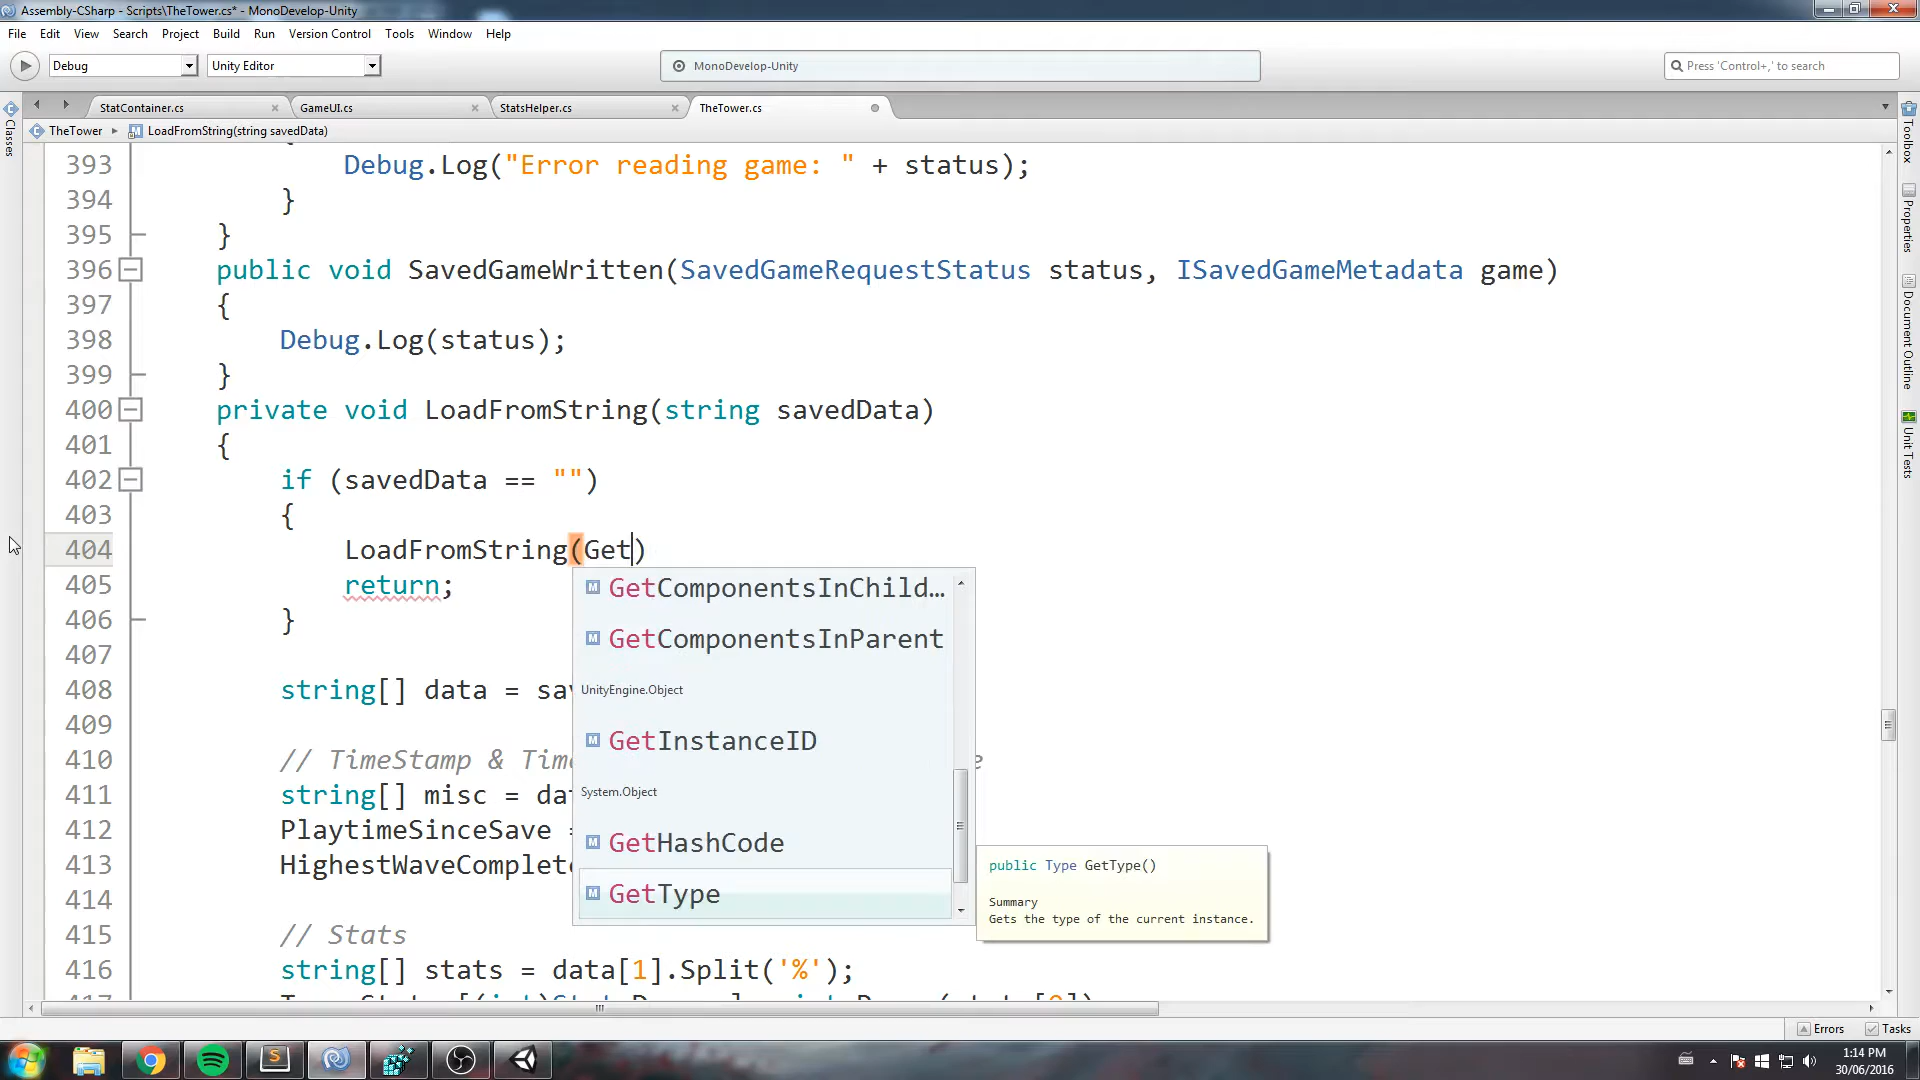 Assembly-CSharp - Scripts\TheTower.cs* - MonoDevelop-Unity
File Edit View Search Project Build Run Version Control Tools Window Help
Debug Unity Editor MonoDevelop-Unity Press 'Control+,' to search
StatContainer.cs GameUI.cs StatsHelper.cs TheTower.cs
TheTower LoadFromString(string savedData)
Classes
Toolbox
Properties
Document Outline
Unit Tests
393 Debug.Log("Error reading game: " + status);
394 }
395 }
396 public void SavedGameWritten(SavedGameRequestStatus status, ISavedGameMetadata game)
397 {
398 Debug.Log(status);
399 }
400 private void LoadFromString(string savedData)
401 {
402 if (savedData == "")
403 {
404 LoadFromString(Get)
405 return;
406 }
407
408 string[] data = sav
409
410 // TimeStamp & Tim
411 string[] misc = da
412 PlaytimeSinceSave =
413 HighestWaveComplet
414
415 // Stats
416 string[] stats = data[1].Split('%');
GetComponentsInChild...
GetComponentsInParent
UnityEngine.Object
GetInstanceID
System.Object
GetHashCode
GetType
public Type GetType()
Summary
Gets the type of the current instance.
Errors Tasks
1:14 PM
30/06/2016